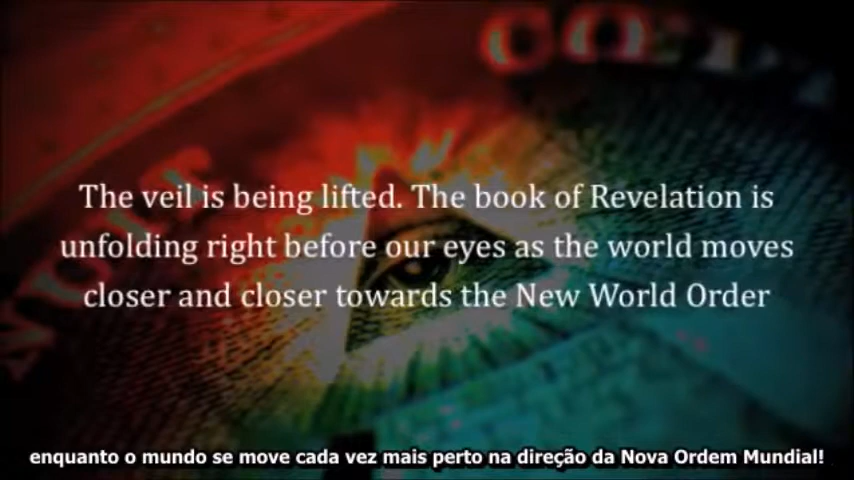 The veil is being lifted. The book of Revelation is
unfolding right before our eyes as the world moves
closer and closer towards the New World Order
enquanto o mundo se move cada vez mais perto na direção da Nova Ordem Mundial!